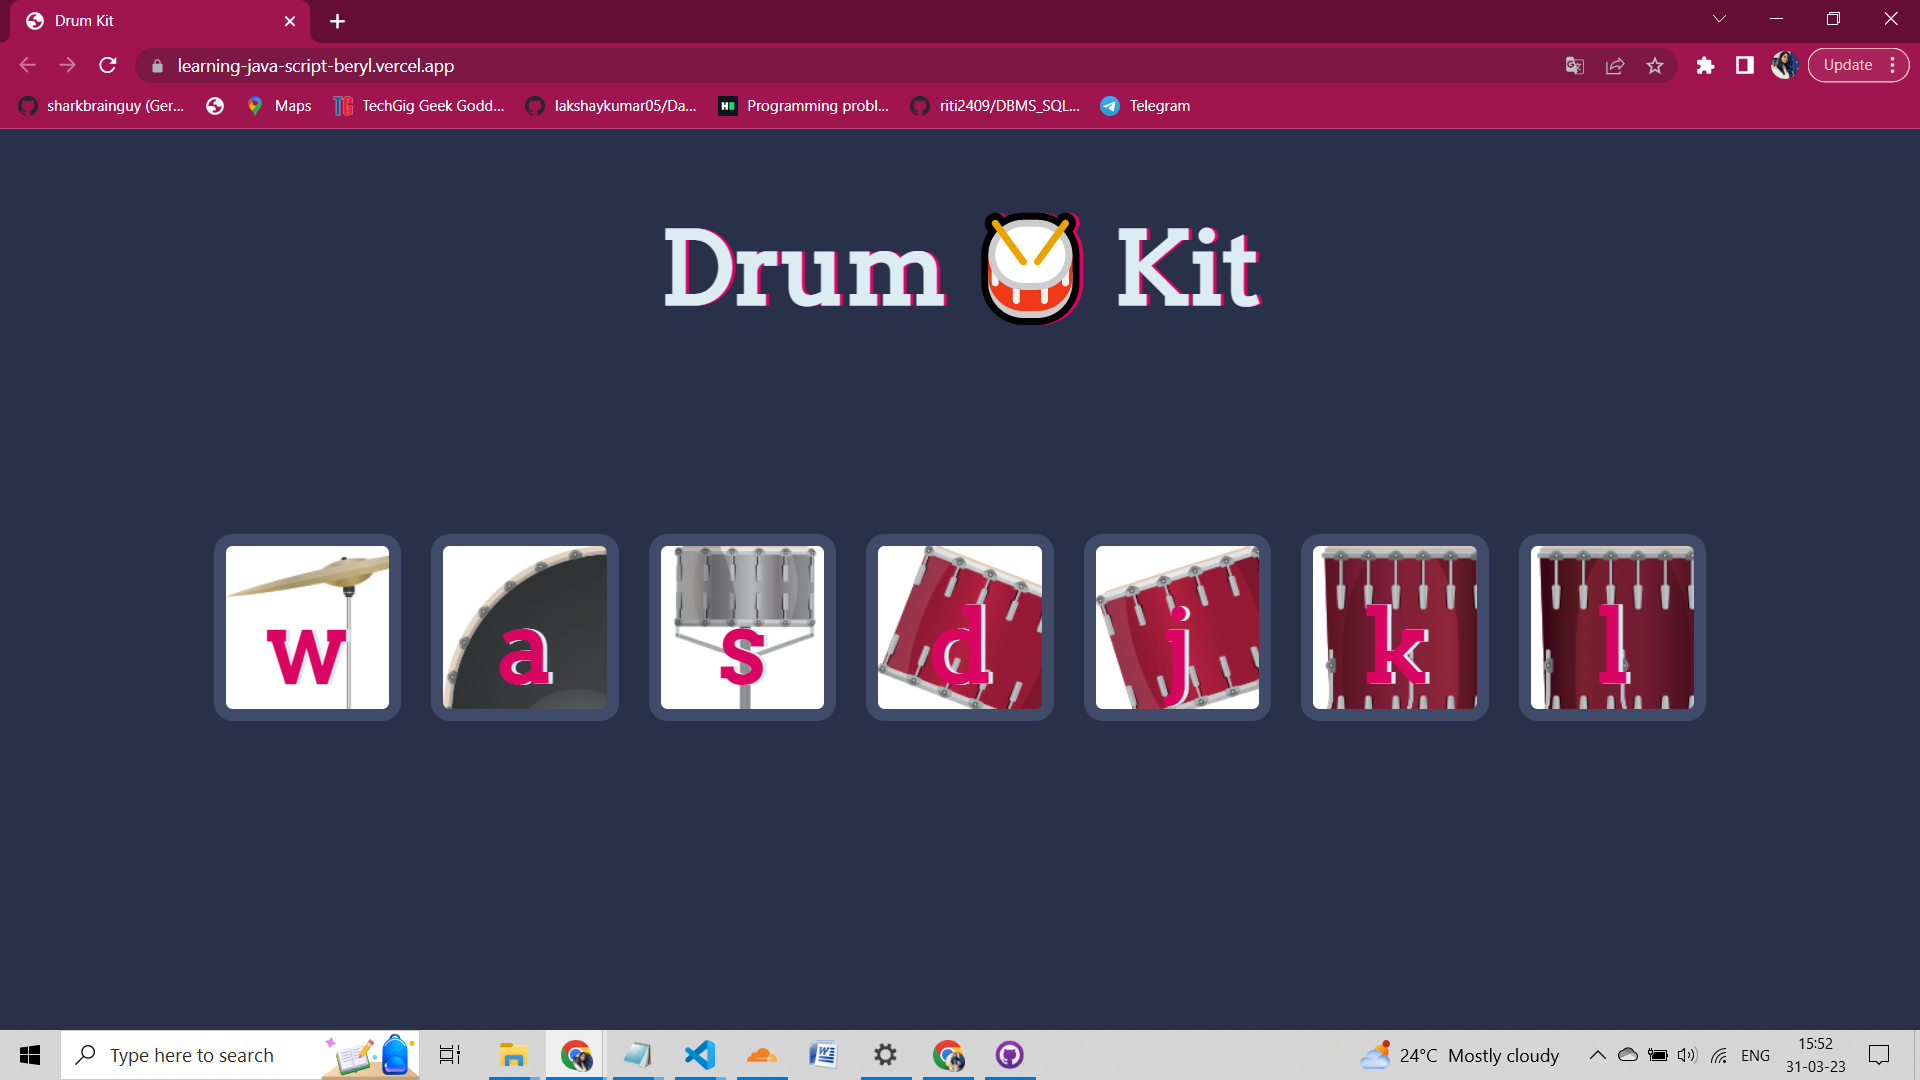 Drum Kit
learning-java-script-beryl.vercel.app
Update
sharkbrainguy (Ger...
Maps
TG TechGig Geek Godd...
lakshaykumar05/Da...
Programming probl...
riti2409/DBMS_SQL...
Telegram
Drum Kit
w a s d j k l
Type here to search
24°C Mostly cloudy
ENG
15:52
31-03-23